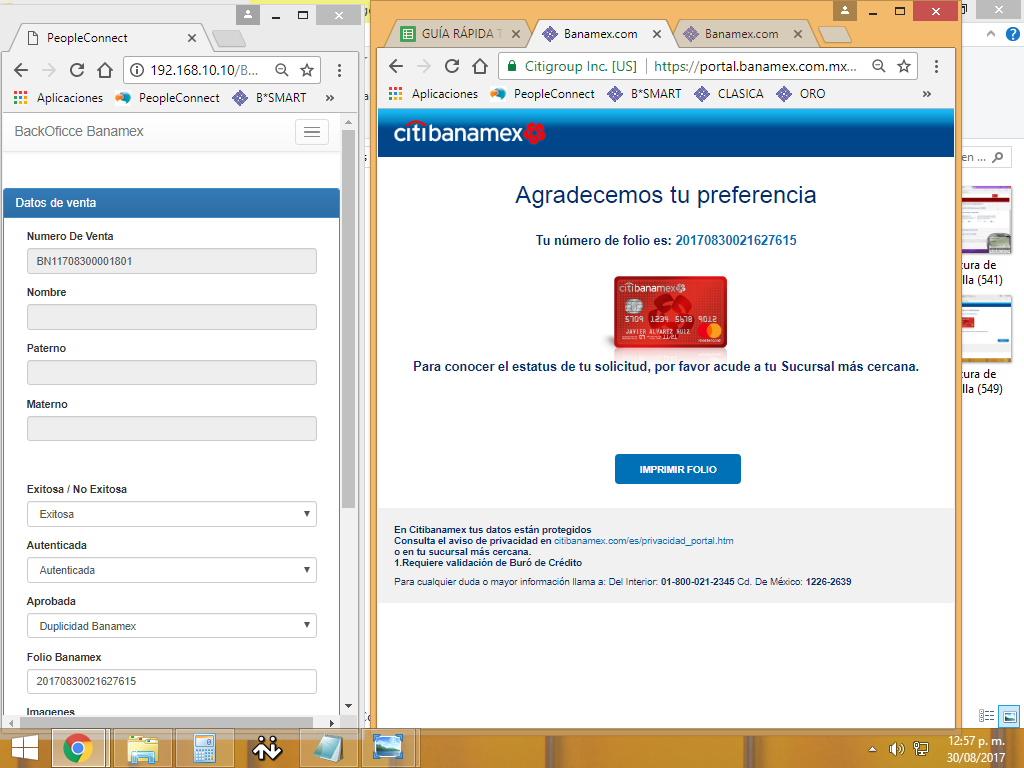 PeopleConnect
192.168.10.10/B...
Aplicaciones
PeopleConnect
B*SMART
»
BackOficce Banamex
Datos de venta
Numero De Venta
BN11708300001801
Nombre
Paterno
Materno
Exitosa / No Exitosa
Exitosa
Autenticada
Autenticada
Aprobada
Duplicidad Banamex
Folio Banamex
20170830021627615
Imagenes
GUÍA RÁPIDA T
Banamex.com
Banamex.com
Citigroup Inc. [US]
https://portal.banamex.com.mx...
Aplicaciones
PeopleConnect
B*SMART
CLASICA
ORO
»
citibanamex
Agradecemos tu preferencia
Tu número de folio es: 20170830021627615
citibanamex
5709 1234 5678 9012
JAVIER ALVAREZ RUIZ
mastercard
Para conocer el estatus de tu solicitud, por favor acude a tu Sucursal más cercana.
IMPRIMIR FOLIO
En Citibanamex tus datos están protegidos
Consulta el aviso de privacidad en citibanamex.com/es/privacidad_portal.htm
o en tu sucursal más cercana.
1.Requiere validación de Buró de Crédito
Para cualquier duda o mayor información llama a: Del Interior: 01-800-021-2345 Cd. De México: 1226-2639
en ...
tura de
lla (541)
tura de
lla (549)
12:57 p. m.
30/08/2017